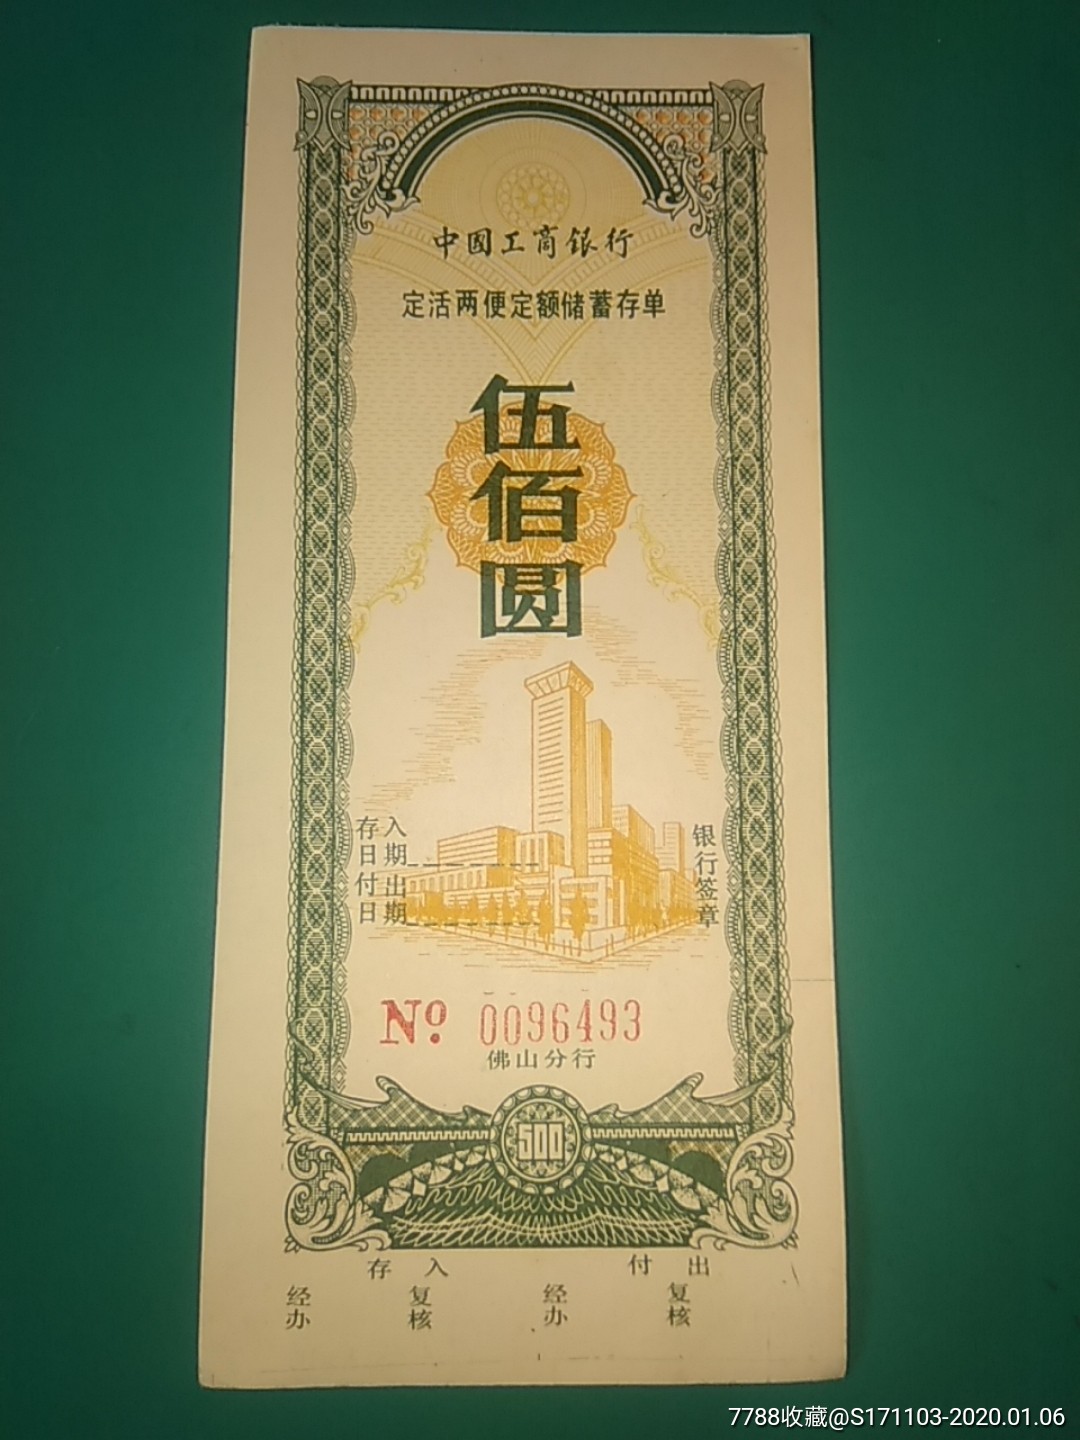 中国工商银行
定活两便定额储蓄存单
伍佰圆
存入日期
付出日期
银行签章
No. 0096493
佛山分行
500
存入 付出
经办 复核 经办 复核
7788收藏@S171103-2020.01.06